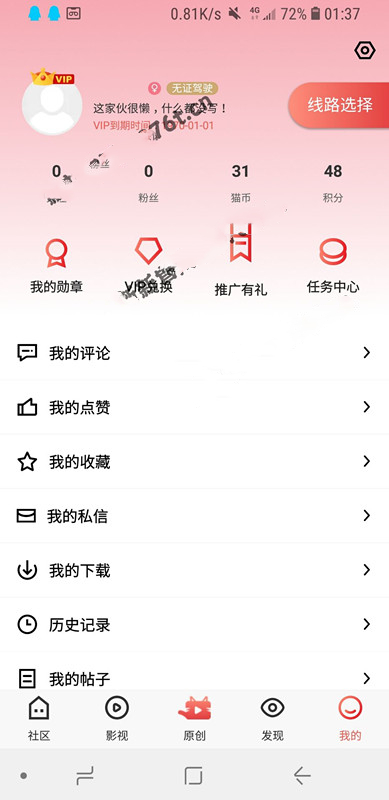 0.81K/s 4G 72% 01:37
VIP
无证驾驶
这家伙很懒，什么都没写！
线路选择
VIP到期时间
-01-01
76t.cn
0 0 31 48
粉丝 粉丝 猫币 积分
我的勋章 VIP兑换 推广有礼 任务中心
我的评论
我的点赞
我的收藏
我的私信
我的下载
历史记录
我的帖子
社区 影视 原创 发现 我的